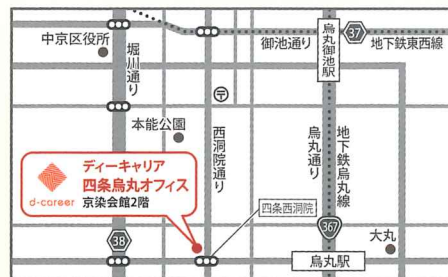 中京区役所
堀川通り
御池通り
烏丸御池駅
37
地下鉄東西線
〒
本能公園
西洞院通り
烏丸通り
地下鉄烏丸線
ディーキャリア
四条烏丸オフィス
京染会館2階
d-career
四条西洞院
38
367
烏丸駅
大丸